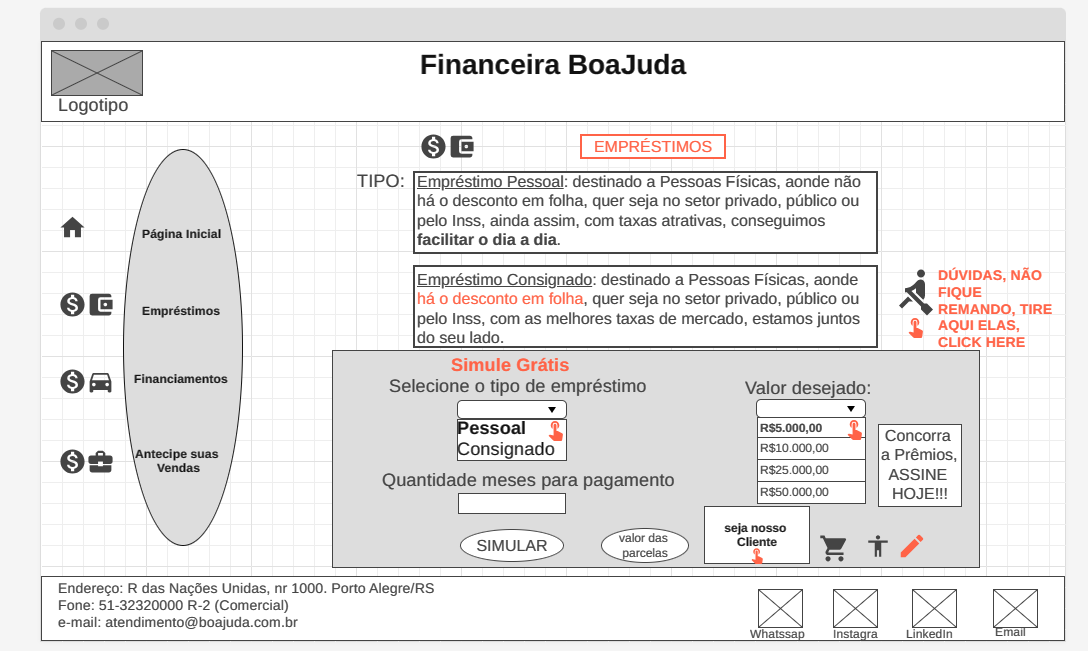 Financeira BoaJuda
Logotipo
Página Inicial
Empréstimos
Financiamentos
Antecipe suas
Vendas
EMPRÉSTIMOS
TIPO:
Empréstimo Pessoal: destinado a Pessoas Físicas, aonde não
há o desconto em folha, quer seja no setor privado, público ou
pelo Inss, ainda assim, com taxas atrativas, conseguimos
facilitar o dia a dia.
Empréstimo Consignado: destinado a Pessoas Físicas, aonde
há o desconto em folha, quer seja no setor privado, público ou
pelo Inss, com as melhores taxas de mercado, estamos juntos
do seu lado.
DÚVIDAS, NÃO
FIQUE
REMANDO, TIRE
AQUI ELAS,
CLICK HERE
Simule Grátis
Selecione o tipo de empréstimo
Pessoal
Consignado
Quantidade meses para pagamento
SIMULAR
valor das
parcelas
Valor desejado:
R$5.000,00
R$10.000,00
R$25.000,00
R$50.000,00
Concorra
a Prêmios,
ASSINE
HOJE!!!
seja nosso
Cliente
Endereço: R das Nações Unidas, nr 1000. Porto Alegre/RS
Fone: 51-32320000 R-2 (Comercial)
e-mail: atendimento@boajuda.com.br
Whatssap
Instagra
LinkedIn
Email